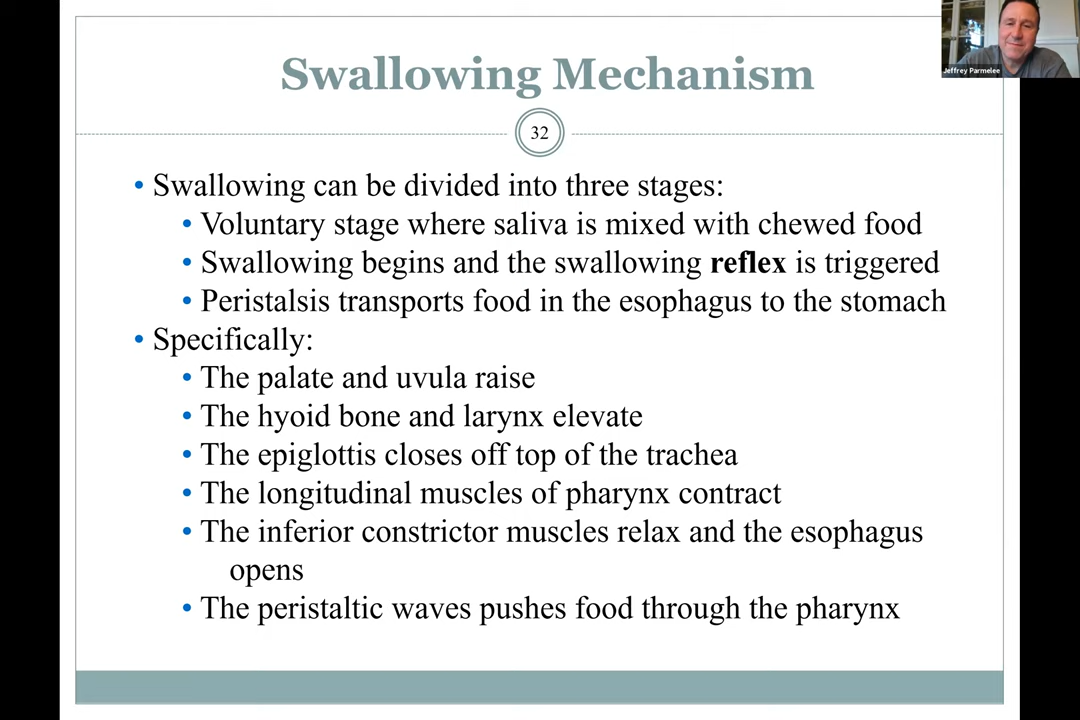 Jeffrey Parmelee
Swallowing Mechanism
32
• Swallowing can be divided into three stages:
• Voluntary stage where saliva is mixed with chewed food
• Swallowing begins and the swallowing reflex is triggered
• Peristalsis transports food in the esophagus to the stomach
• Specifically:
• The palate and uvula raise
• The hyoid bone and larynx elevate
• The epiglottis closes off top of the trachea
• The longitudinal muscles of pharynx contract
• The inferior constrictor muscles relax and the esophagus
opens
• The peristaltic waves pushes food through the pharynx